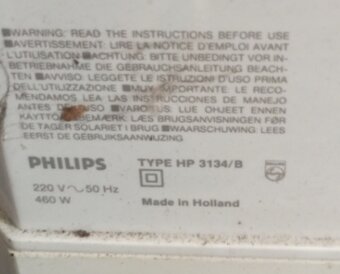 ■WARNING: READ THE INSTRUCTIONS BEFORE USE
■AVERTISSEMENT: LIRE LA NOTICE D'EMPLOI AVANT
L'UTILISATION ■ACHTUNG: BITTE UNBEDINGT VOR IN-
BETRIEBNAHME DIE GEBRAUCHSANLEITUNG BEACH-
TEN ■AVVISO: LEGGETE LE ISTRUZIONI D'USO PRIMA
DELL'UTILIZZAZIONE ■MUY IMPORTANTE: LE RECO-
MENDAMOS LEA LAS INSTRUCCIONES DE MANEJO
ANTES DE USO ■VAROITUS: LUE OHJEET ENNEN
KAYTTO ■BEMÆRK: LÆS BRUGSANVISNINGEN FØR
DE TAGER SOLARIET I BRUG ■WAARSCHUWING LEES
EERST DE GEBRUIKSAANWIJZING
PHILIPS TYPE HP 3134/B
220 V ~ 50 Hz
460 W Made in Holland